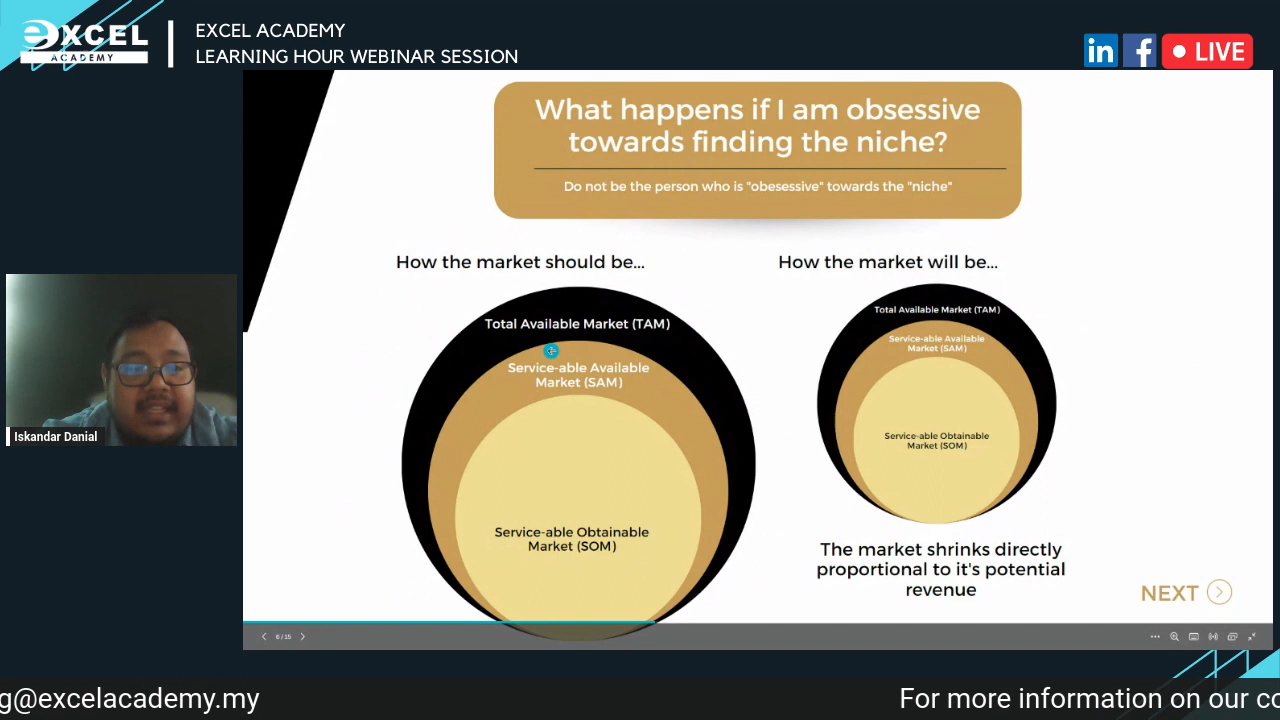 eXCEL
ACADEMY
EXCEL ACADEMY
LEARNING HOUR WEBINAR SESSION
in
f
LIVE
What happens if I am obsessive
towards finding the niche?
Do not be the person who is "obesessive" towards the "niche"
How the market should be...
Total Available Market (TAM)
Service-able Available
Market (SAM)
Service-able Obtainable
Market (SOM)
How the market will be...
Total Available Market (TAM)
Service-able Available
Market (SAM)
Service-able Obtainable
Market (SOM)
The market shrinks directly
proportional to it's potential
revenue
NEXT
6 / 15
Iskandar Danial
g@excelacademy.my
For more information on our co